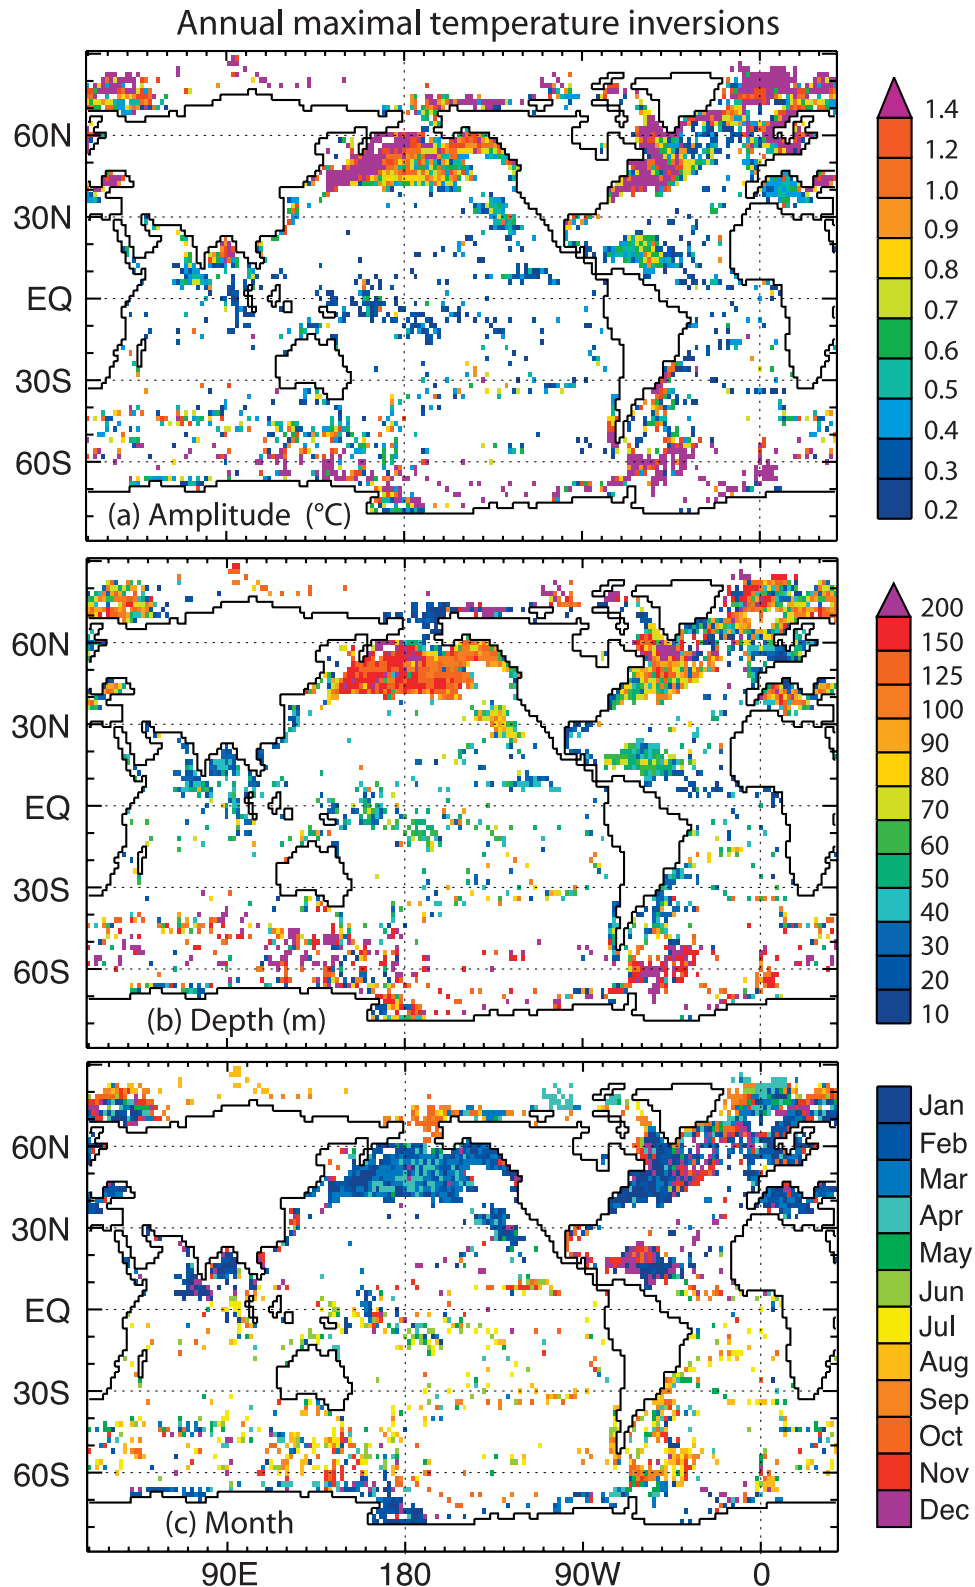 Annual maximal temperature inversions
60N
30N
EQ
30S
60S
(a) Amplitude (°C)
1.4
1.2
1.0
0.9
0.8
0.7
0.6
0.5
0.4
0.3
0.2
60N
30N
EQ
30S
60S
(b) Depth (m)
200
150
125
100
90
80
70
60
50
40
30
20
10
60N
30N
EQ
30S
60S
(c) Month
Jan
Feb
Mar
Apr
May
Jun
Jul
Aug
Sep
Oct
Nov
Dec
90E 180 90W 0